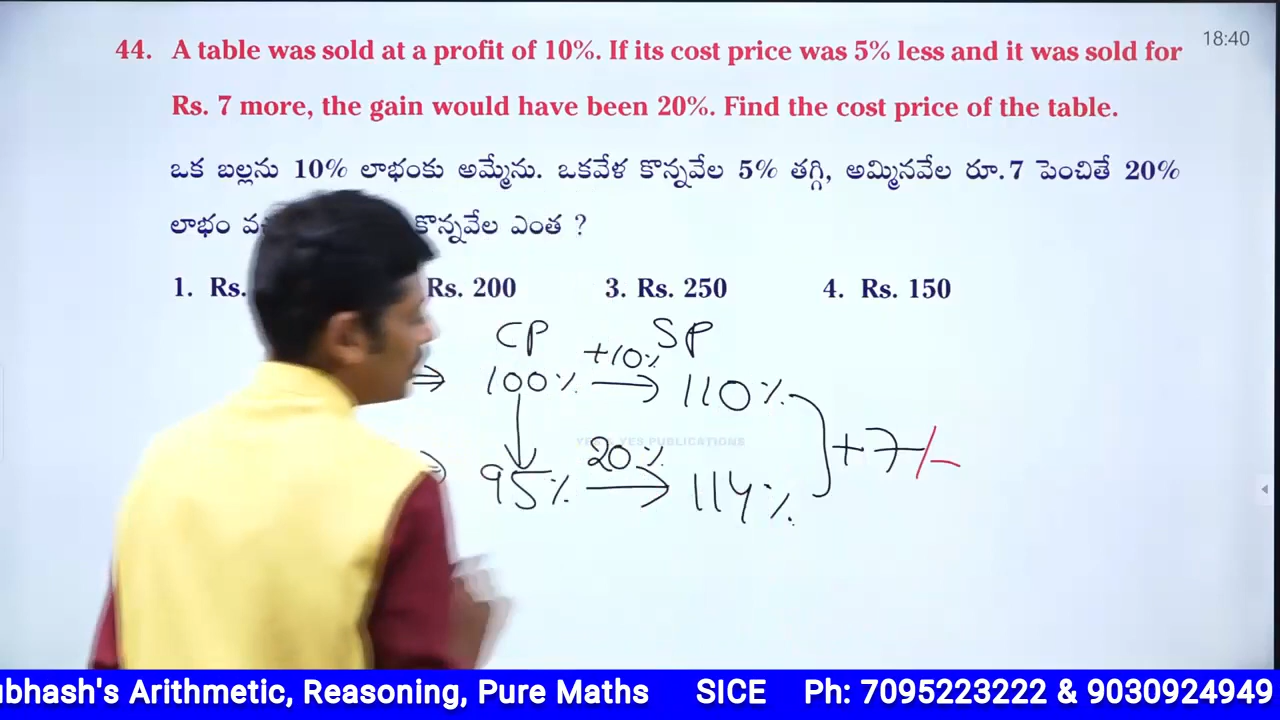 18:40
44. A table was sold at a profit of 10%. If its cost price was 5% less and it was sold for
Rs. 7 more, the gain would have been 20%. Find the cost price of the table.
ఒక బల్లను 10% లాభంకు అమ్మేను. ఒకవేళ కొన్నవేల 5% తగ్గి, అమ్మినవేల రూ.7 పెంచితే 20%
లాభం కొన్నవేల ఎంత ?
1. Rs. Rs. 200 3. Rs. 250 4. Rs. 150
CP SP
⇒ 100% +10% → 110%
+7/-
95% 20% → 114%
YES & YES PUBLICATIONS
ubhash's Arithmetic, Reasoning, Pure Maths SICE Ph: 7095223222 & 9030924949